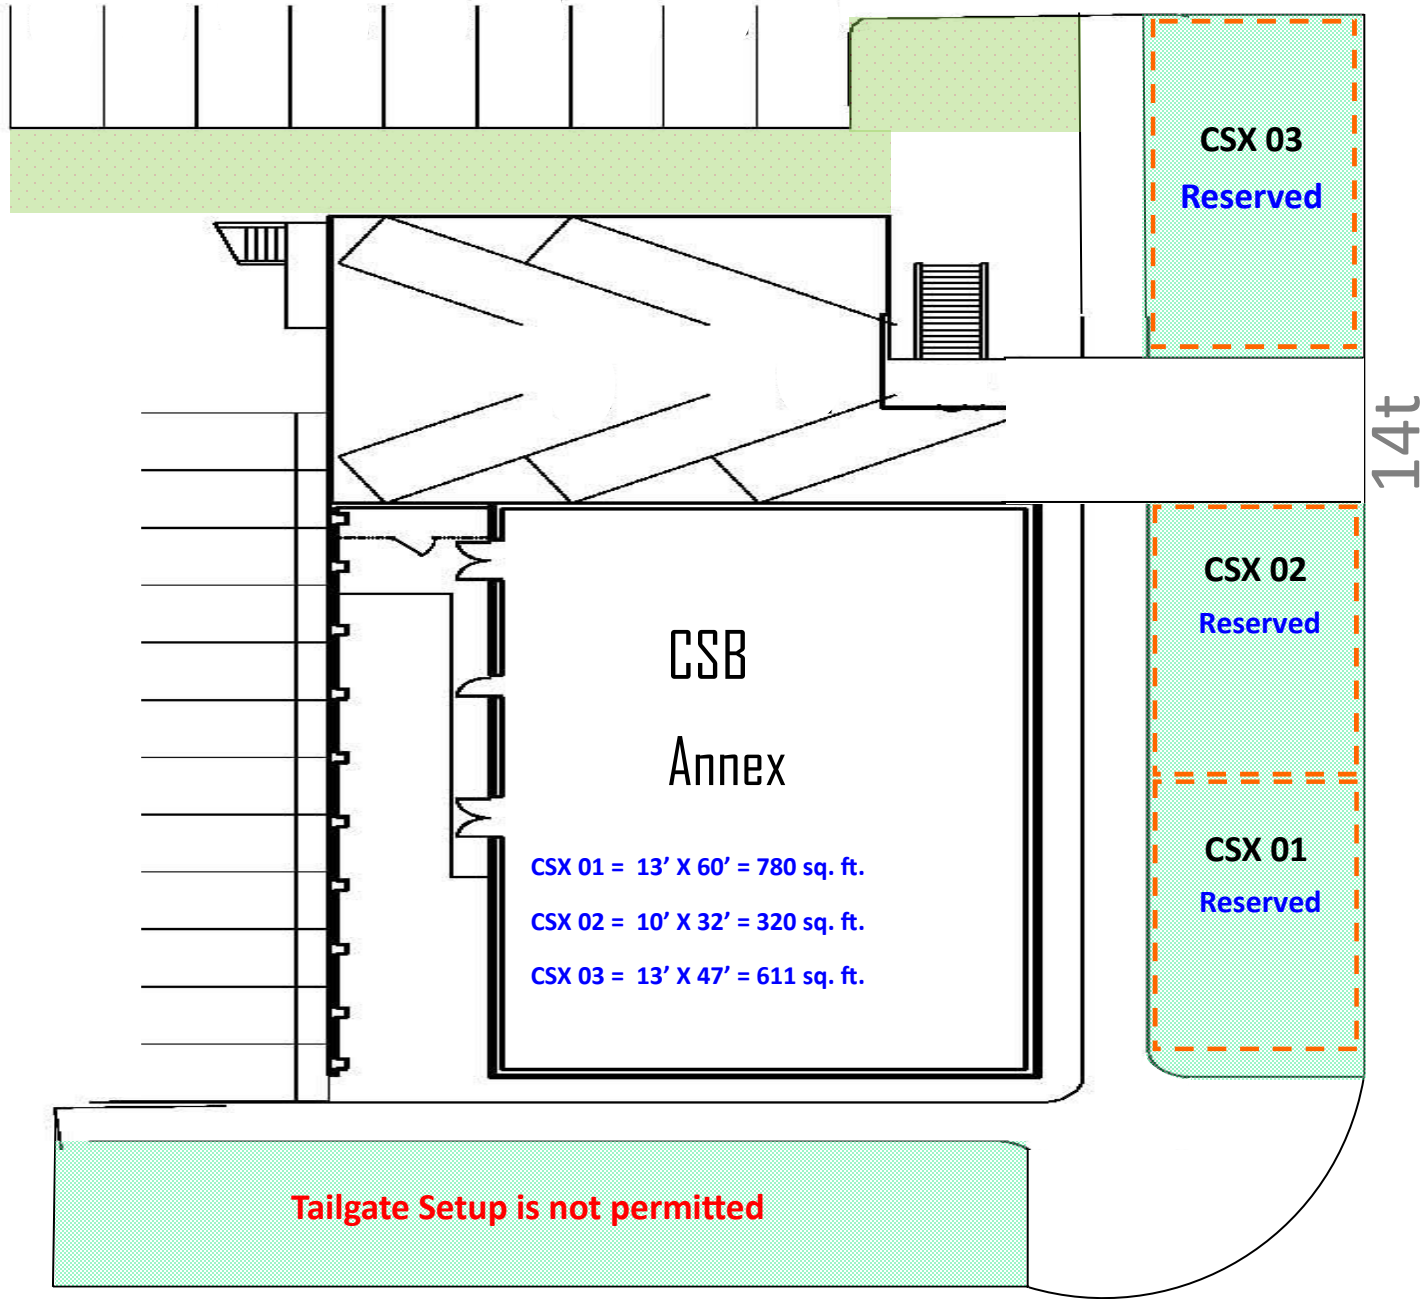 CSX 03
Reserved
14t
CSX 02
Reserved
CSB
Annex
CSX 01
Reserved
CSX 01 = 13’ X 60’ = 780 sq. ft.
CSX 02 = 10’ X 32’ = 320 sq. ft.
CSX 03 = 13’ X 47’ = 611 sq. ft.
Tailgate Setup is not permitted